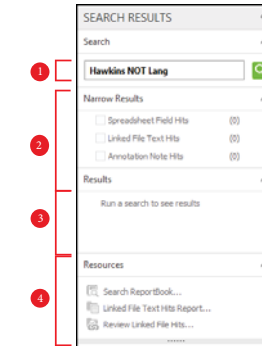 SEARCH RESULTS
Search
1
Hawkins NOT Lang
Narrow Results
Spreadsheet Field Hits (0)
2
Linked File Text Hits (0)
Annotation Note Hits (0)
Results
Run a search to see results
3
Resources
Search ReportBook...
4
Linked File Text Hits Report...
Review Linked File Hits...